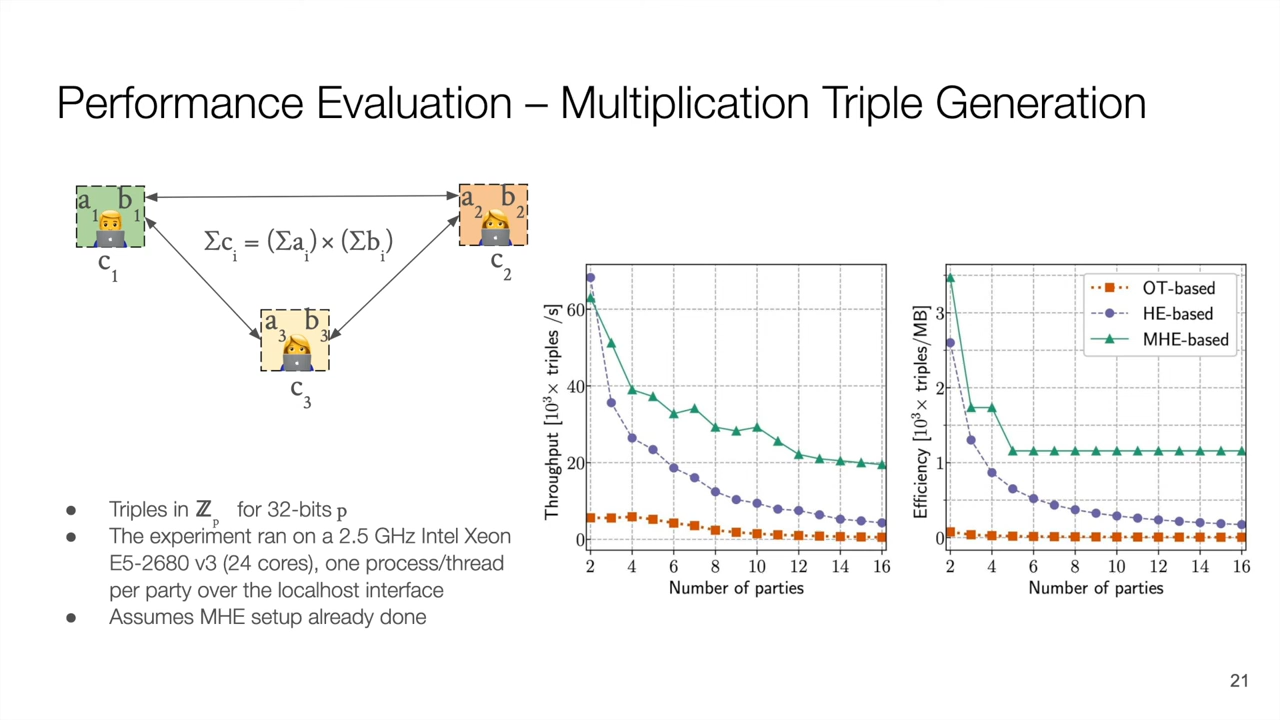 Performance Evaluation – Multiplication Triple Generation
a₁ b₁
c₁
a₂ b₂
c₂
Σcᵢ = (Σaᵢ) × (Σbᵢ)
a₃ b₃
c₃
● Triples in ℤₚ for 32-bits p
● The experiment ran on a 2.5 GHz Intel Xeon
E5-2680 v3 (24 cores), one process/thread
per party over the localhost interface
● Assumes MHE setup already done
Throughput [10³× triples /s]
60
40
20
0
2 4 6 8 10 12 14 16
Number of parties
Efficiency [10³× triples/MB]
3
2
1
0
2 4 6 8 10 12 14 16
Number of parties
OT-based
HE-based
MHE-based
21